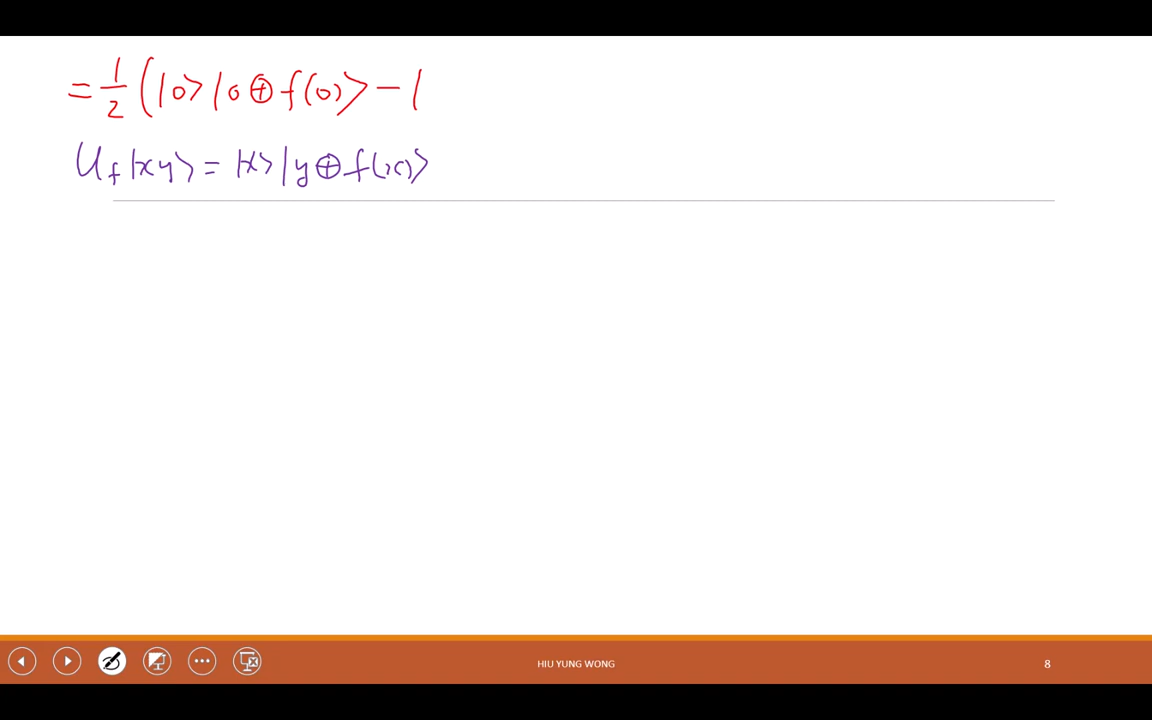 = 1/2 (|0>|0⊕f(0)> - |
U_f|xy> = |x>|y⊕f(x)>
HIU YUNG WONG
8